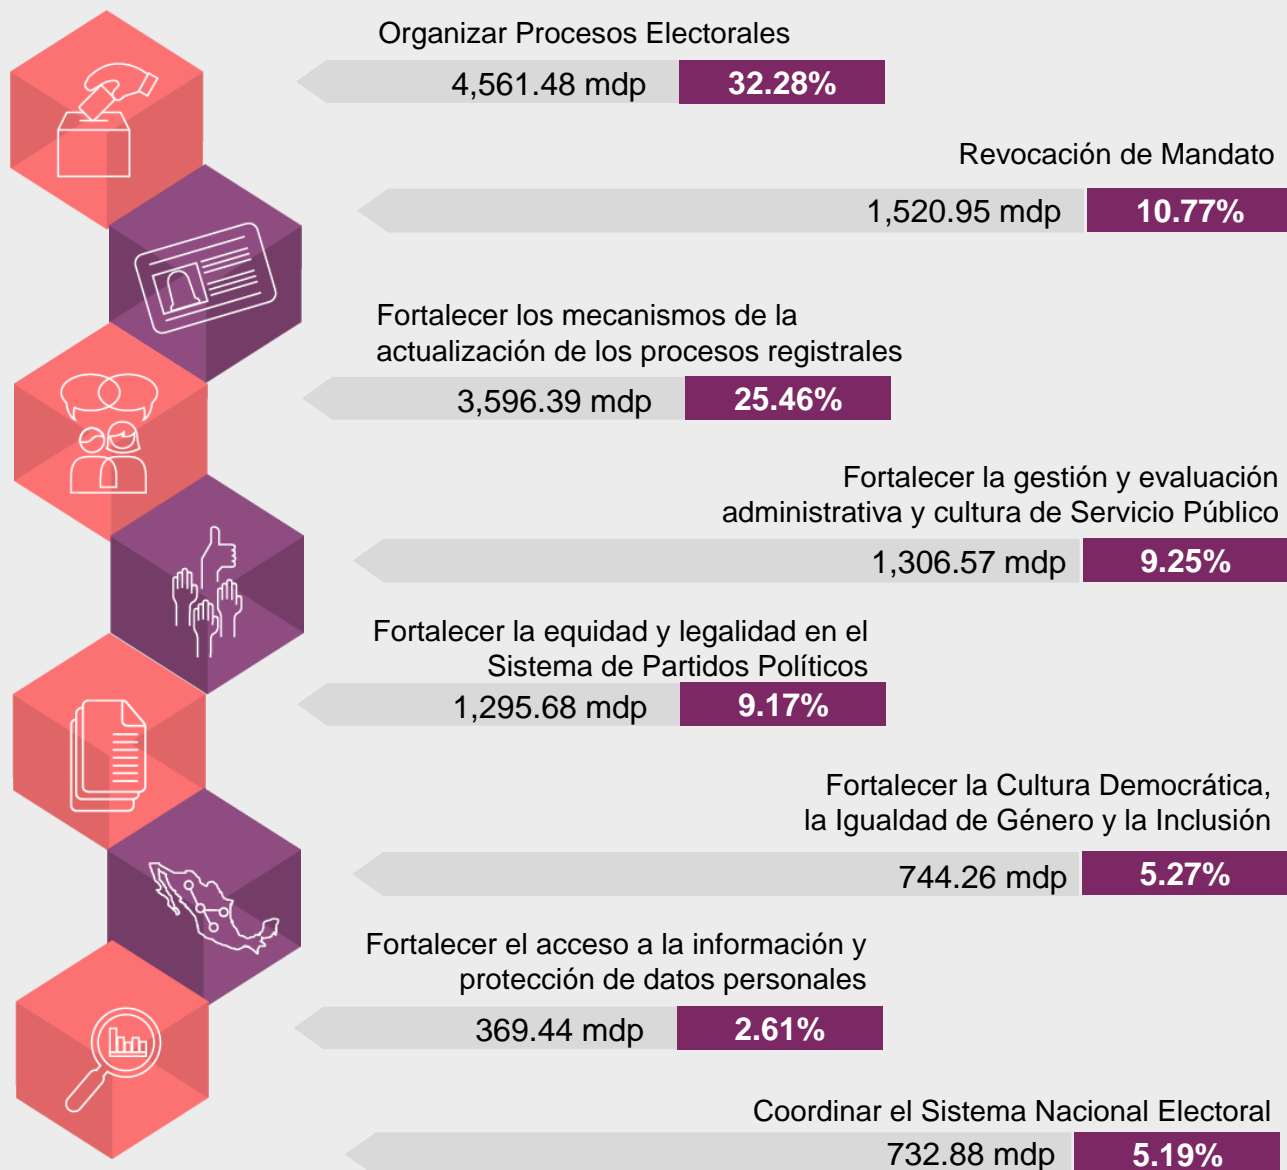 Organizar Procesos Electorales
4,561.48 mdp 32.28%
Revocación de Mandato
1,520.95 mdp 10.77%
Fortalecer los mecanismos de la
actualización de los procesos registrales
3,596.39 mdp 25.46%
Fortalecer la gestión y evaluación
administrativa y cultura de Servicio Público
1,306.57 mdp 9.25%
Fortalecer la equidad y legalidad en el
Sistema de Partidos Políticos
1,295.68 mdp 9.17%
Fortalecer la Cultura Democrática,
la Igualdad de Género y la Inclusión
744.26 mdp 5.27%
Fortalecer el acceso a la información y
protección de datos personales
369.44 mdp 2.61%
Coordinar el Sistema Nacional Electoral
732.88 mdp 5.19%